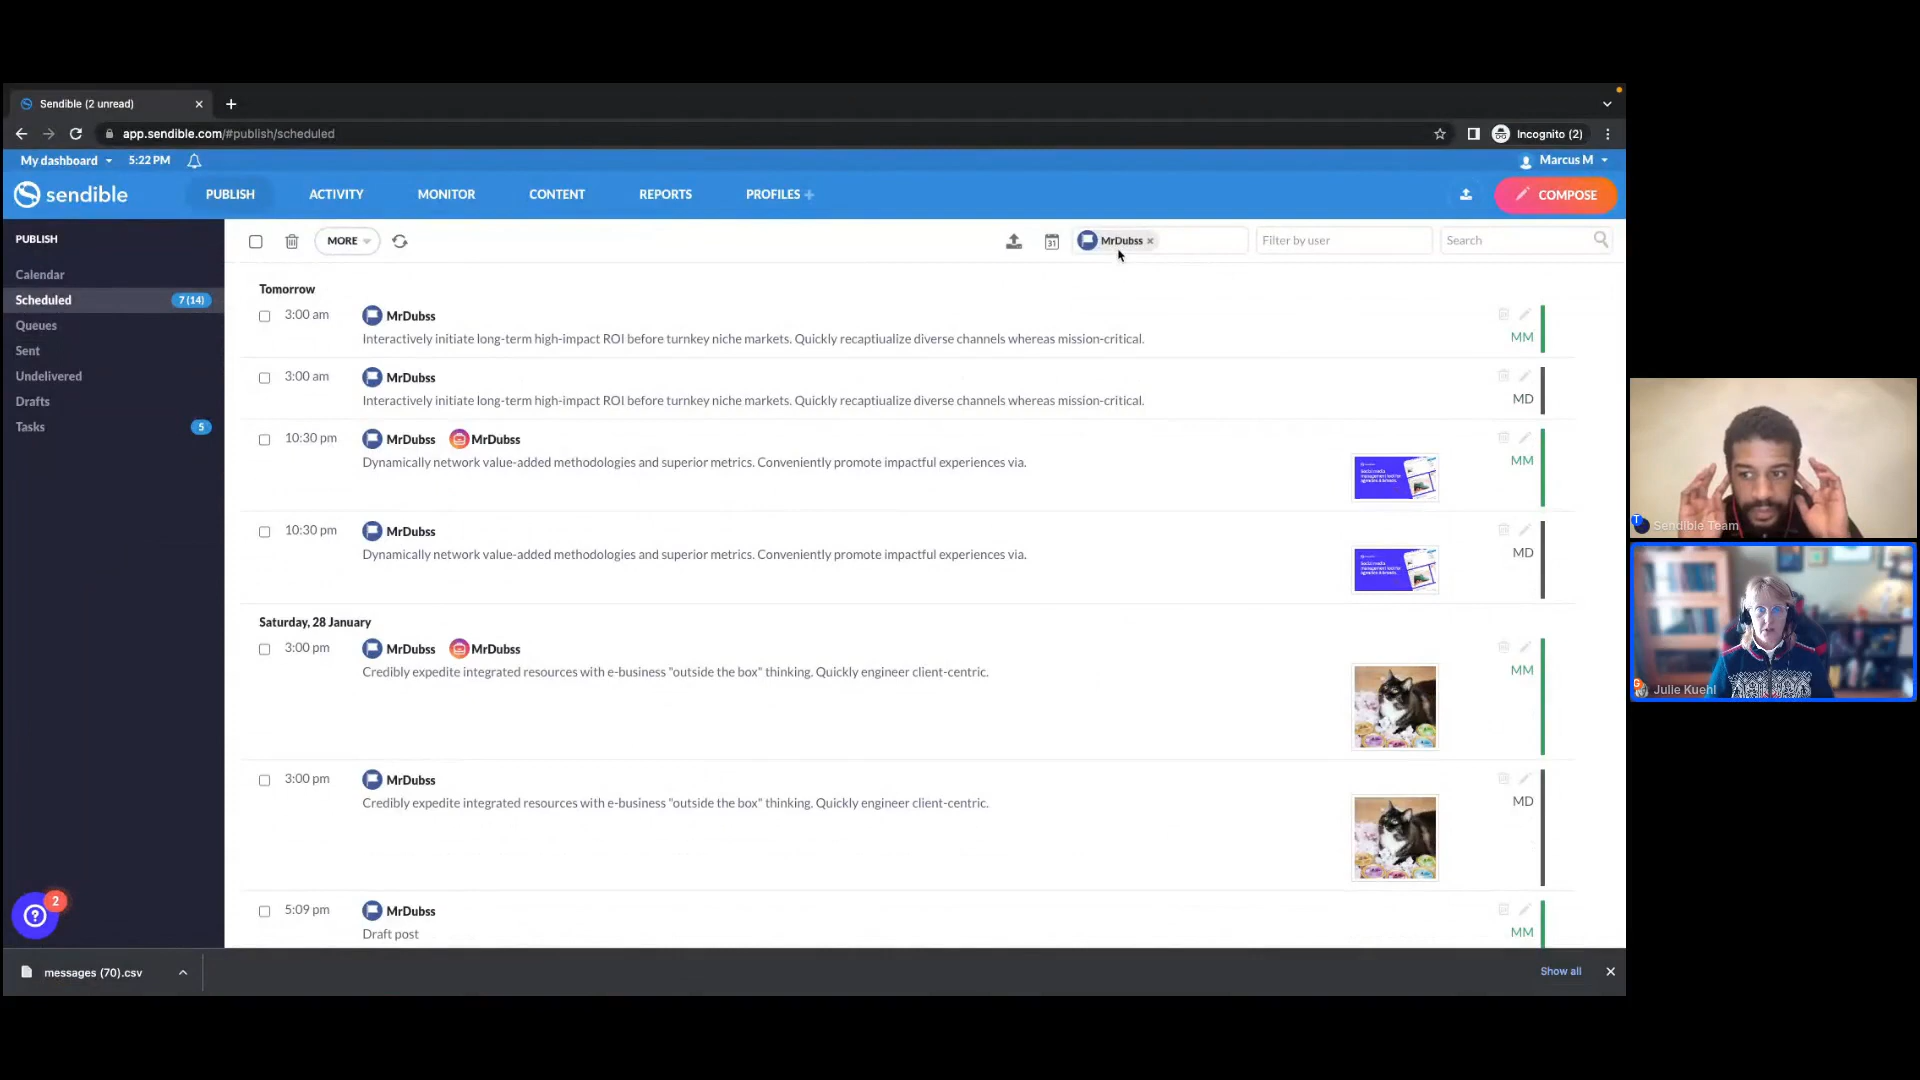 Sendible (2 unread)
app.sendible.com/#publish/scheduled
Incognito (2)
My dashboard
5:22 PM
Marcus M
sendible
PUBLISH
ACTIVITY
MONITOR
CONTENT
REPORTS
PROFILES +
COMPOSE
PUBLISH
Calendar
Scheduled
7 (14)
Queues
Sent
Undelivered
Drafts
Tasks
5
2
MORE
31
MrDubss ×
Filter by user
Search
Tomorrow
3:00 am
MrDubss
Interactively initiate long-term high-impact ROI before turnkey niche markets. Quickly recaptiualize diverse channels whereas mission-critical.
MM
3:00 am
MrDubss
Interactively initiate long-term high-impact ROI before turnkey niche markets. Quickly recaptiualize diverse channels whereas mission-critical.
MD
10:30 pm
MrDubss MrDubss
Dynamically network value-added methodologies and superior metrics. Conveniently promote impactful experiences via.
MM
10:30 pm
MrDubss
Dynamically network value-added methodologies and superior metrics. Conveniently promote impactful experiences via.
MD
Saturday, 28 January
3:00 pm
MrDubss MrDubss
Credibly expedite integrated resources with e-business "outside the box" thinking. Quickly engineer client-centric.
MM
3:00 pm
MrDubss
Credibly expedite integrated resources with e-business "outside the box" thinking. Quickly engineer client-centric.
MD
5:09 pm
MrDubss
Draft post
MM
messages (70).csv
Show all
Sendible Team
Julie Kuehl